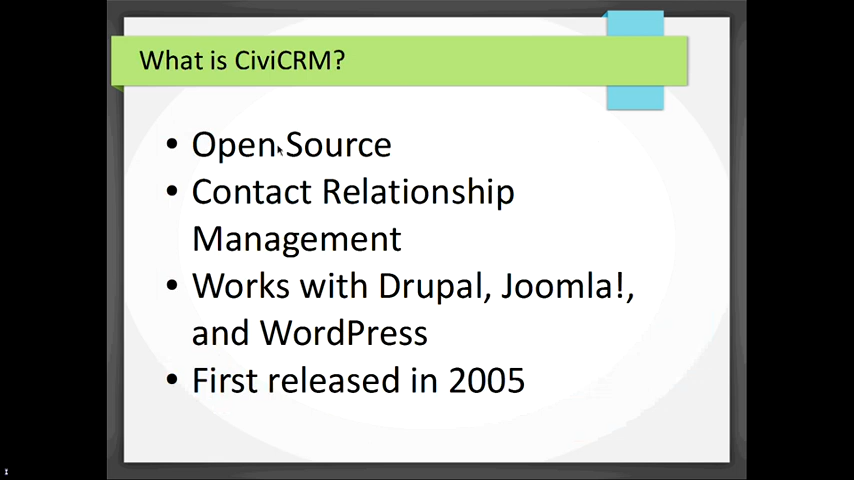 What is CiviCRM?
• Open Source
• Contact Relationship
Management
• Works with Drupal, Joomla!,
and WordPress
• First released in 2005